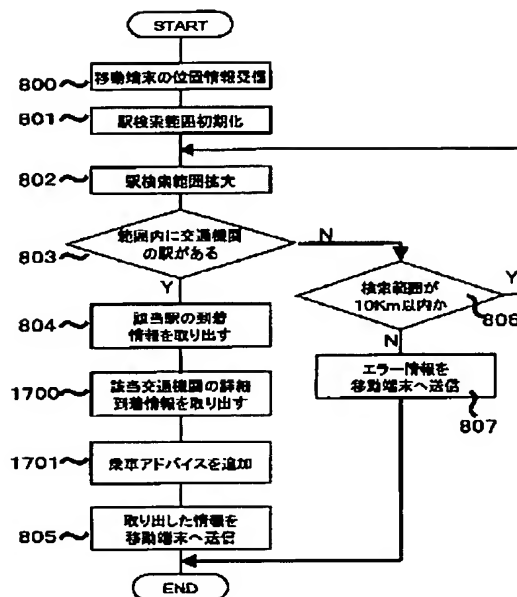 START
800
移動端末の位置情報受信
801
駅検索範囲初期化
802
駅検索範囲拡大
803
範囲内に交通機関
の駅がある
N
Y
検索範囲が
10Km以内か
Y
806
N
804
該当駅の到着
情報を取り出す
エラー情報を
移動端末へ送信
807
1700
該当交通機関の詳細
到着情報を取り出す
1701
乗車アドバイスを追加
805
取り出した情報を
移動端末へ送信
END